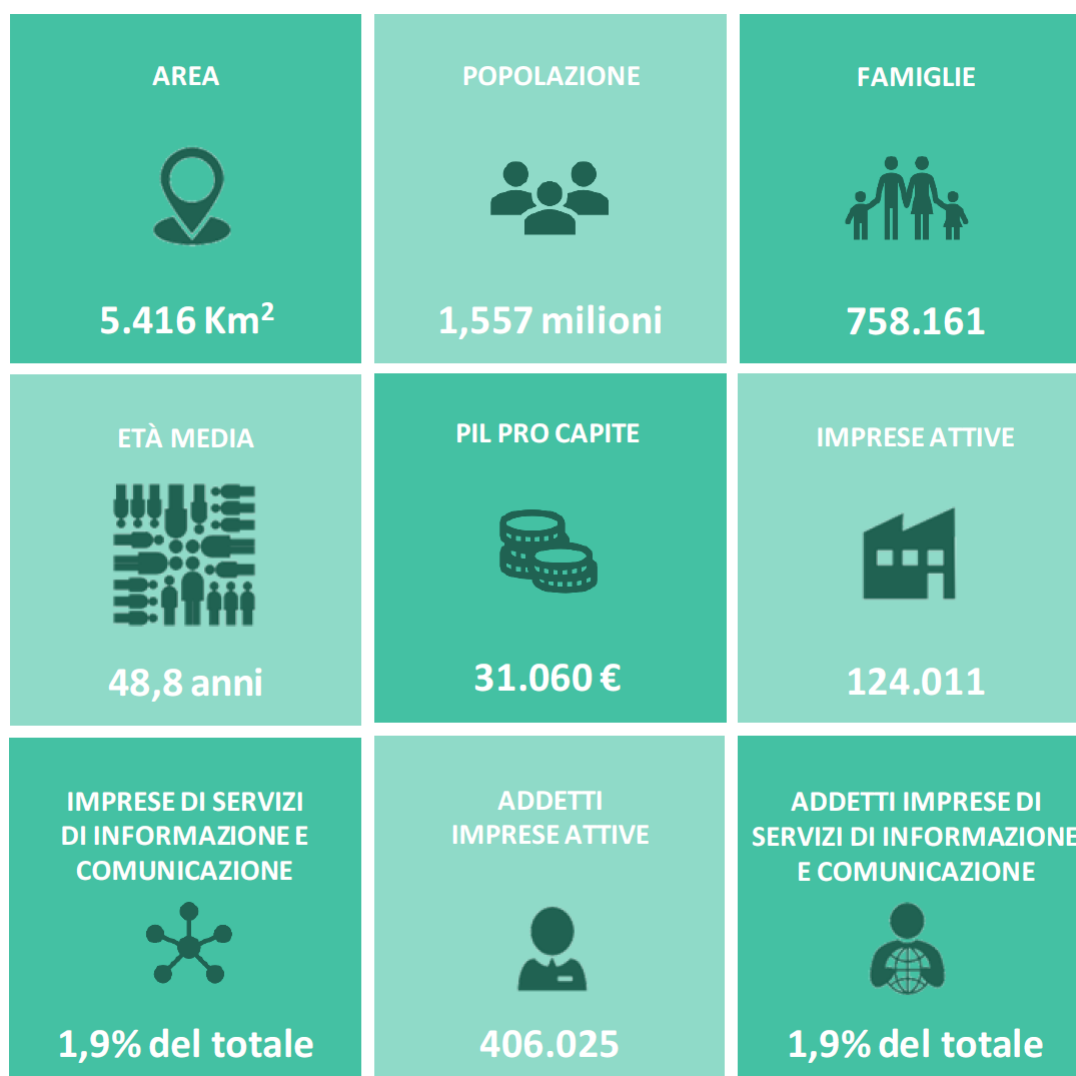 AREA
5.416 Km²
POPOLAZIONE
1,557 milioni
FAMIGLIE
758.161
ETÀ MEDIA
48,8 anni
PIL PRO CAPITE
31.060 €
IMPRESE ATTIVE
124.011
IMPRESE DI SERVIZI
DI INFORMAZIONE E
COMUNICAZIONE
1,9% del totale
ADDETTI
IMPRESE ATTIVE
406.025
ADDETTI IMPRESE DI
SERVIZI DI INFORMAZIONE
E COMUNICAZIONE
1,9% del totale